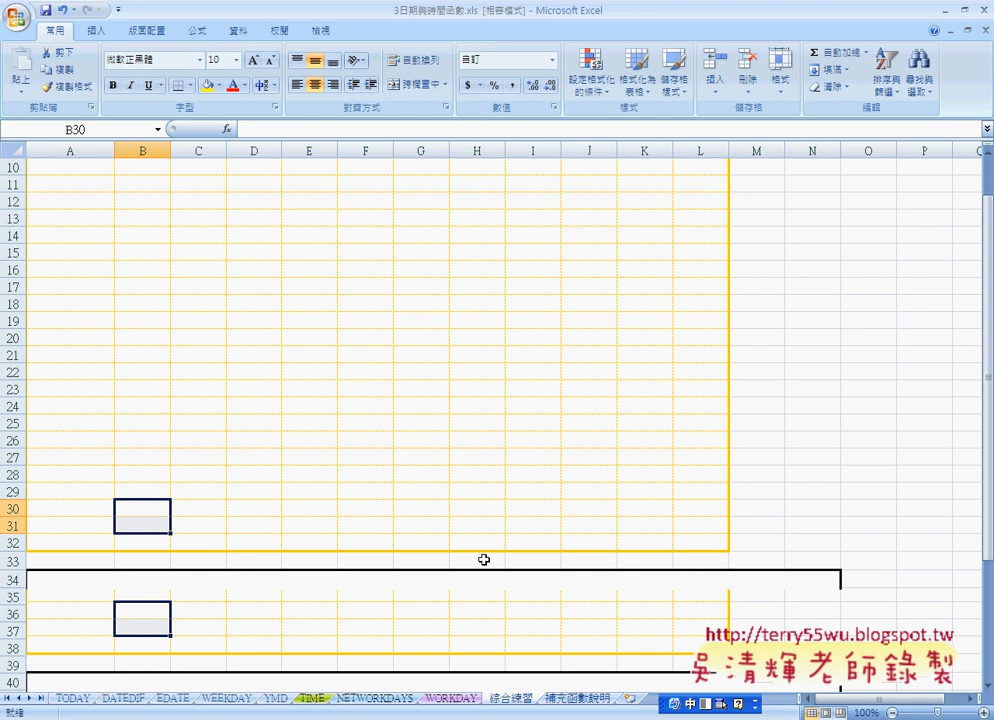 3日期與時間函數.xls [相容模式] - Microsoft Excel
常用 插入 版面配置 公式 資料 校閱 檢視
貼上 剪下 複製 複製格式 剪貼簿
微軟正黑體 10 B I U A 中 字型
自動換列 跨欄置中 對齊方式
自訂 $ % , 數值
設定格式化的條件 格式化為表格 儲存格樣式 樣式
插入 刪除 格式 儲存格
Σ 自動加總 填滿 清除 排序與篩選 尋找與選取 編輯
B30 fx
A B C D E F G H I J K L M N O P Q
10
11
12
13
14
15
16
17
18
19
20
21
22
23
24
25
26
27
28
29
30
31
32
33
34
35
36
37
38
39
40
http://terry55wu.blogspot.tw
吳清輝老師錄製
TODAY DATEDIF EDATE WEEKDAY YMD TIME NETWORKDAYS WORKDAY 綜合練習 補充函數說明
中
就緒 100%